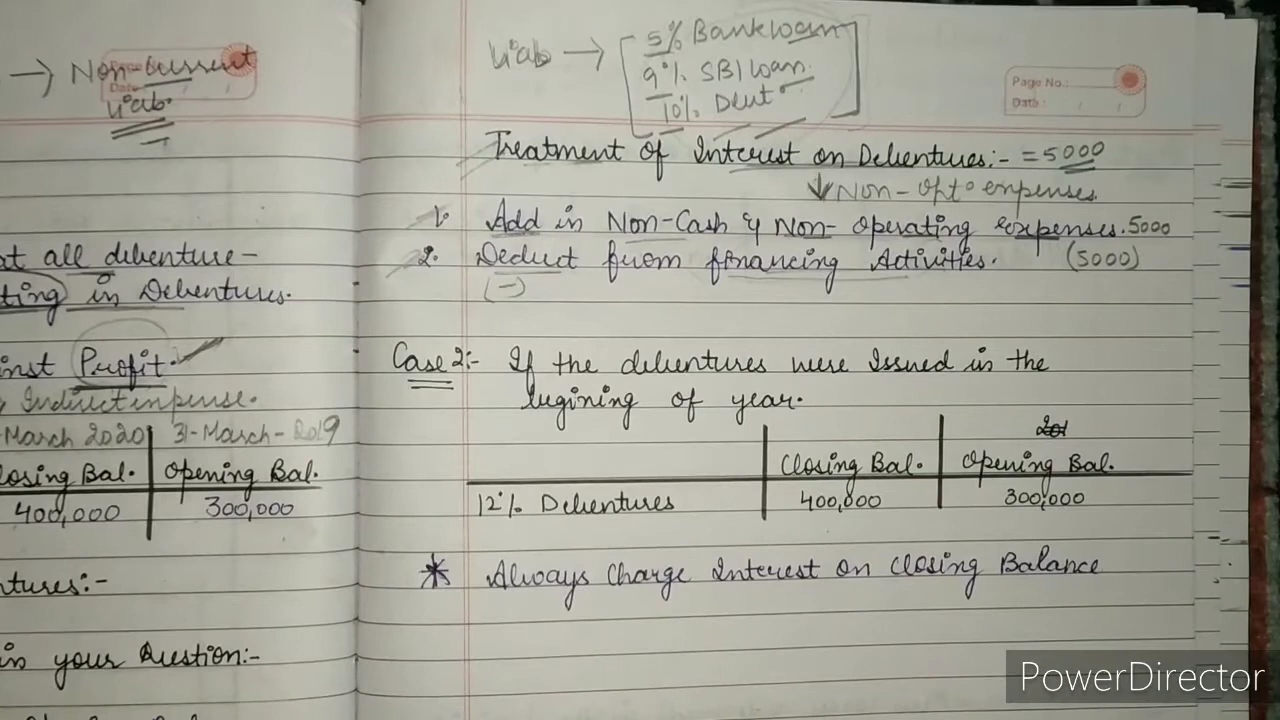 → Non-Current
Liab.
at all debenture-
ting) in Debentures.
inst Profit.
Indirect expense.
March 2020 31-March-2019
losing Bal. Opening Bal.
400,000 300,000
ntures:-
in your Question:-
Liab → 5% Bank loan
9% SBI loan.
10% Deut
Page No.:
Date: / /
Treatment of Interest on Debentures:- = 5000
↓ Non-opt° expenses.
1. Add in Non-Cash & Non-Operating expenses. 5000
2. Deduct from financing Activities. (5000)
(-)
Case 2:- If the debentures were Issued in the
begining of year.
Closing Bal. Opening Bal.
12% Debentures 400,000 300,000
* Always Charge Interest on Closing Balance
PowerDirector